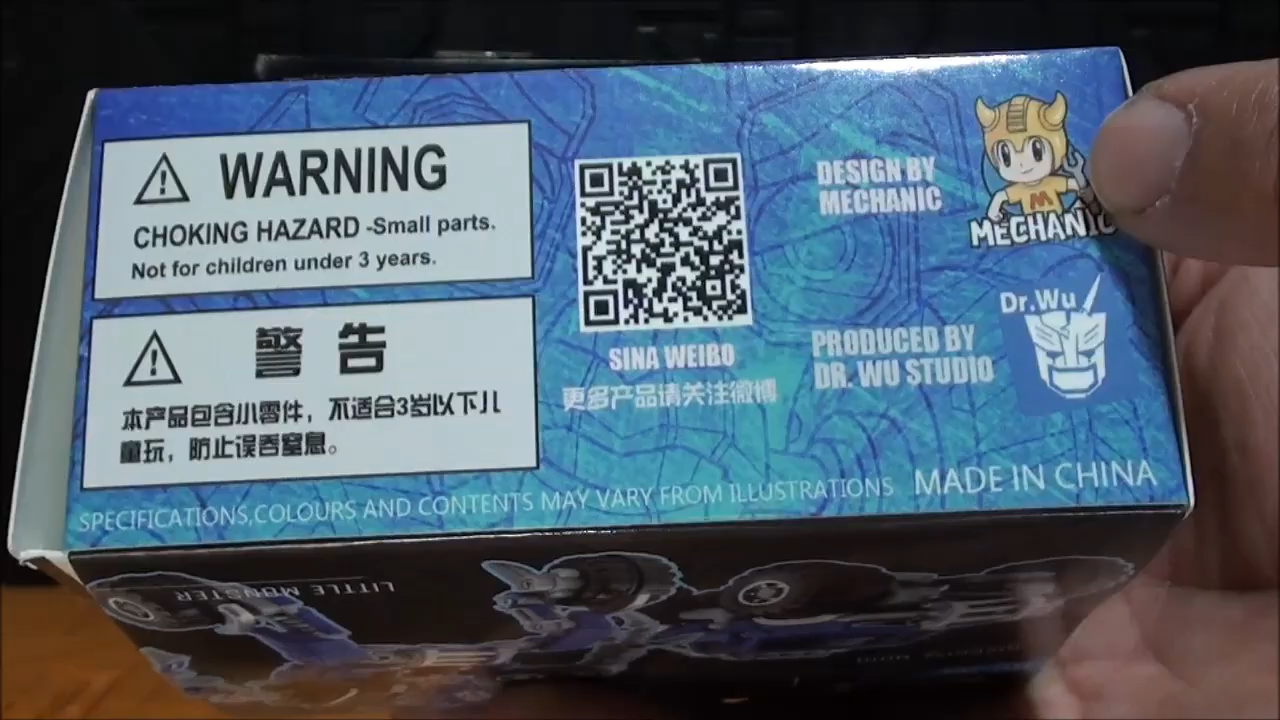 WARNING
CHOKING HAZARD -Small parts.
Not for children under 3 years.
警告
本产品包含小零件，不适合3岁以下儿
童玩，防止误吞窒息。
SINA WEIBO
更多产品请关注微博
DESIGN BY
MECHANIC
M
MECHANIC
PRODUCED BY
DR. WU STUDIO
Dr.Wu
SPECIFICATIONS,COLOURS AND CONTENTS MAY VARY FROM ILLUSTRATIONS
MADE IN CHINA
LITTLE MONSTER